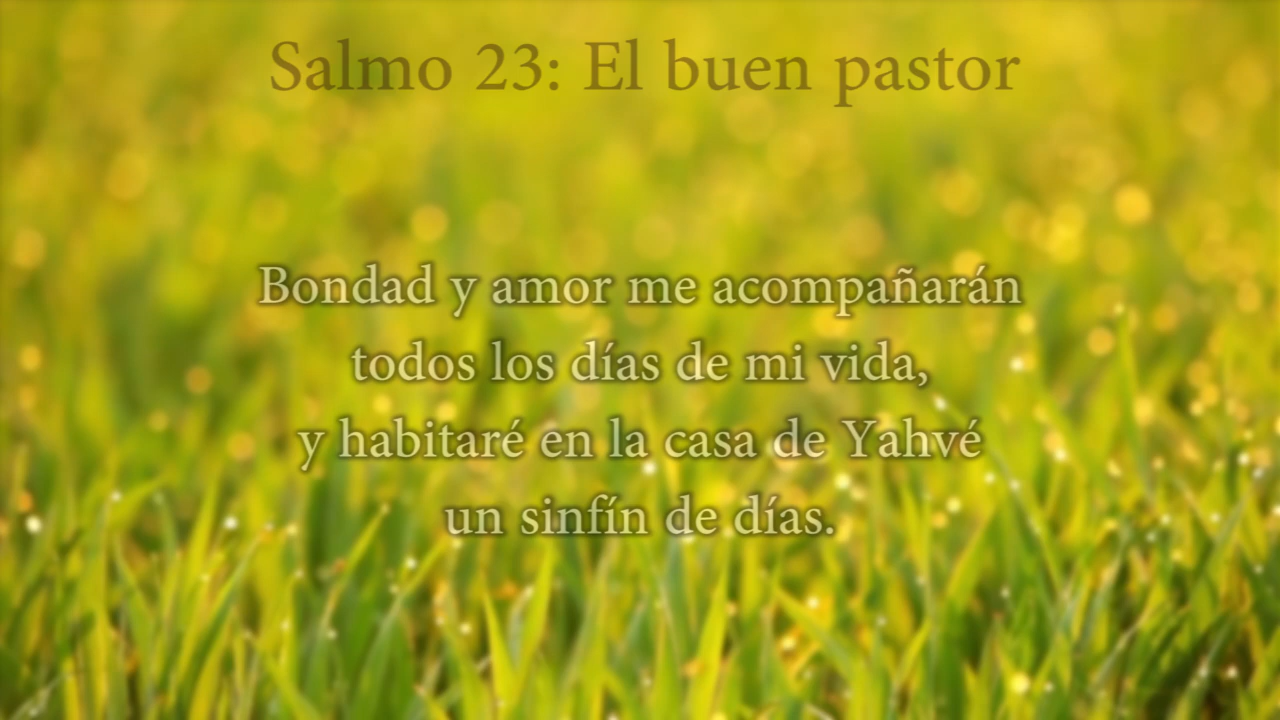 Salmo 23: El buen pastor
Bondad y amor me acompañarán
todos los días de mi vida,
y habitaré en la casa de Yahvé
un sinfín de días.